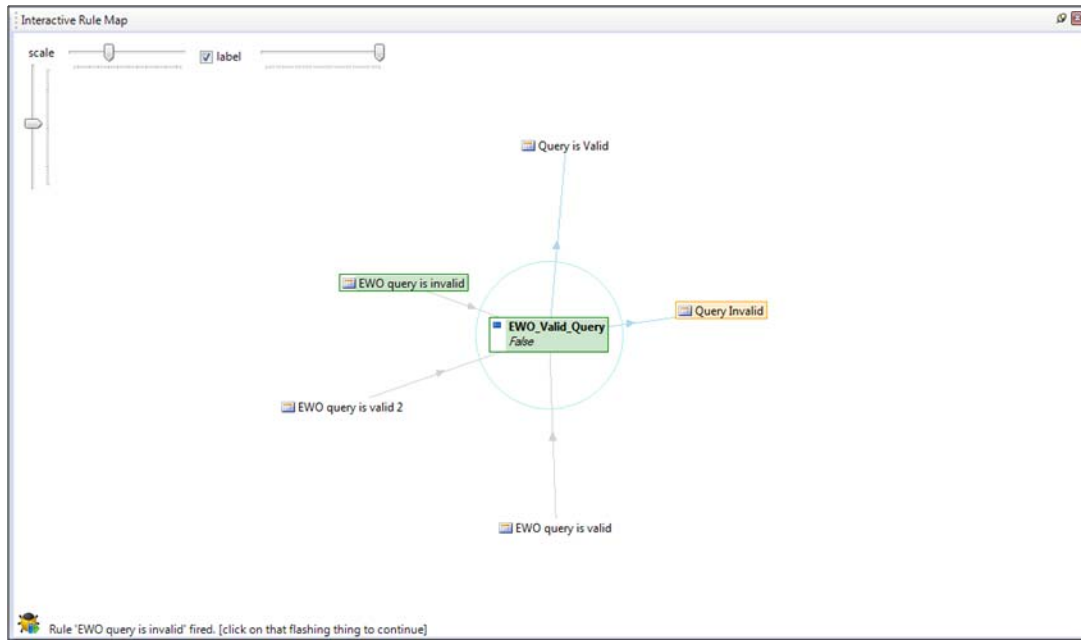 Interactive Rule Map
scale
label
Query is Valid
EWO query is invalid
Query Invalid
EWO_Valid_Query
False
EWO query is valid 2
EWO query is valid
Rule 'EWO query is invalid' fired. [click on that flashing thing to continue]